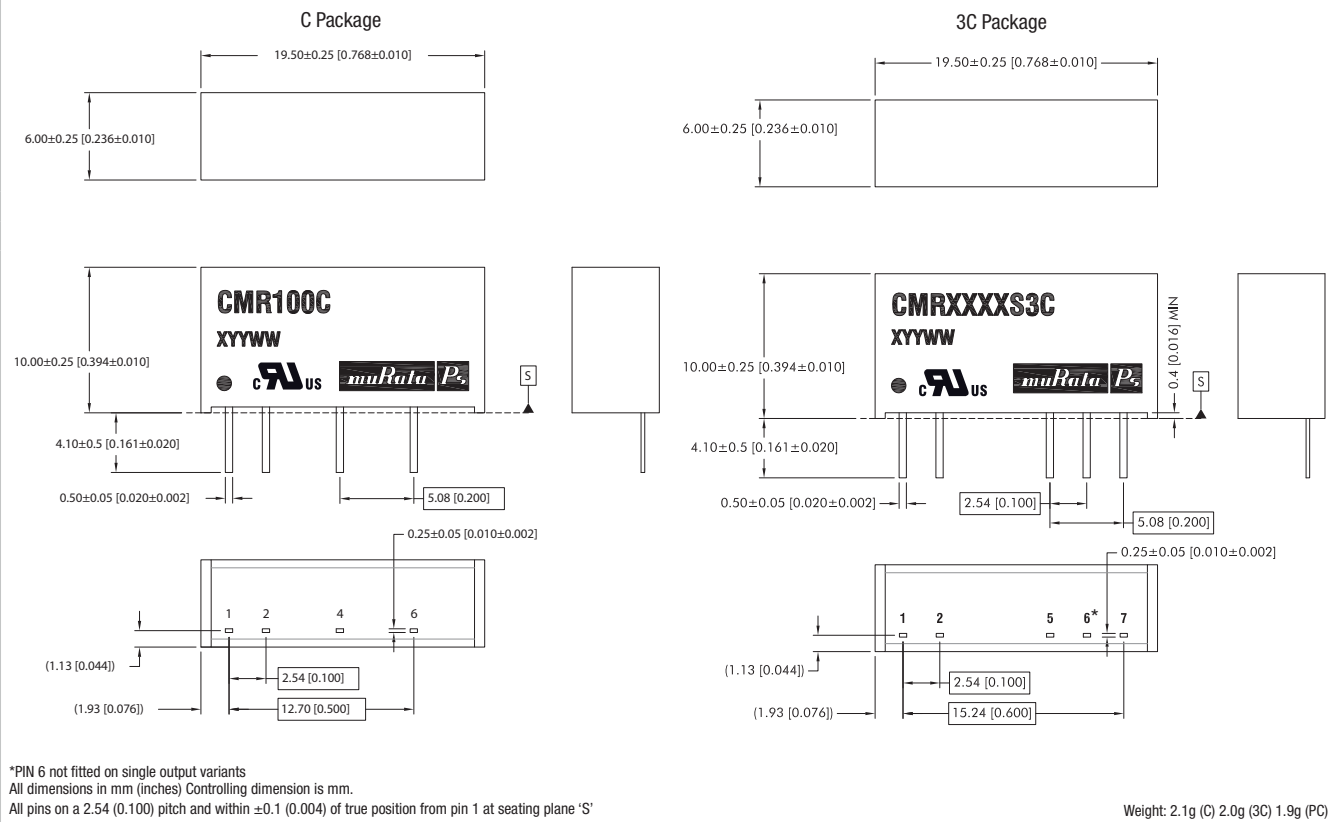 C Package
19.50±0.25 [0.768±0.010]
6.00±0.25 [0.236±0.010]
CMR100C
XYYWW
c RU US
muRata Ps
10.00±0.25 [0.394±0.010]
S
4.10±0.5 [0.161±0.020]
0.50±0.05 [0.020±0.002]
5.08 [0.200]
0.25±0.05 [0.010±0.002]
1 2 4 6
(1.13 [0.044])
2.54 [0.100]
(1.93 [0.076])
12.70 [0.500]
3C Package
19.50±0.25 [0.768±0.010]
6.00±0.25 [0.236±0.010]
CMRXXXXS3C
XYYWW
c RU US
muRata Ps
10.00±0.25 [0.394±0.010]
0.4 [0.016] MIN
S
4.10±0.5 [0.161±0.020]
0.50±0.05 [0.020±0.002]
2.54 [0.100]
5.08 [0.200]
0.25±0.05 [0.010±0.002]
1 2 5 6* 7
(1.13 [0.044])
2.54 [0.100]
(1.93 [0.076])
15.24 [0.600]
*PIN 6 not fitted on single output variants
All dimensions in mm (inches) Controlling dimension is mm.
All pins on a 2.54 (0.100) pitch and within ±0.1 (0.004) of true position from pin 1 at seating plane ‘S’
Weight: 2.1g (C) 2.0g (3C) 1.9g (PC)